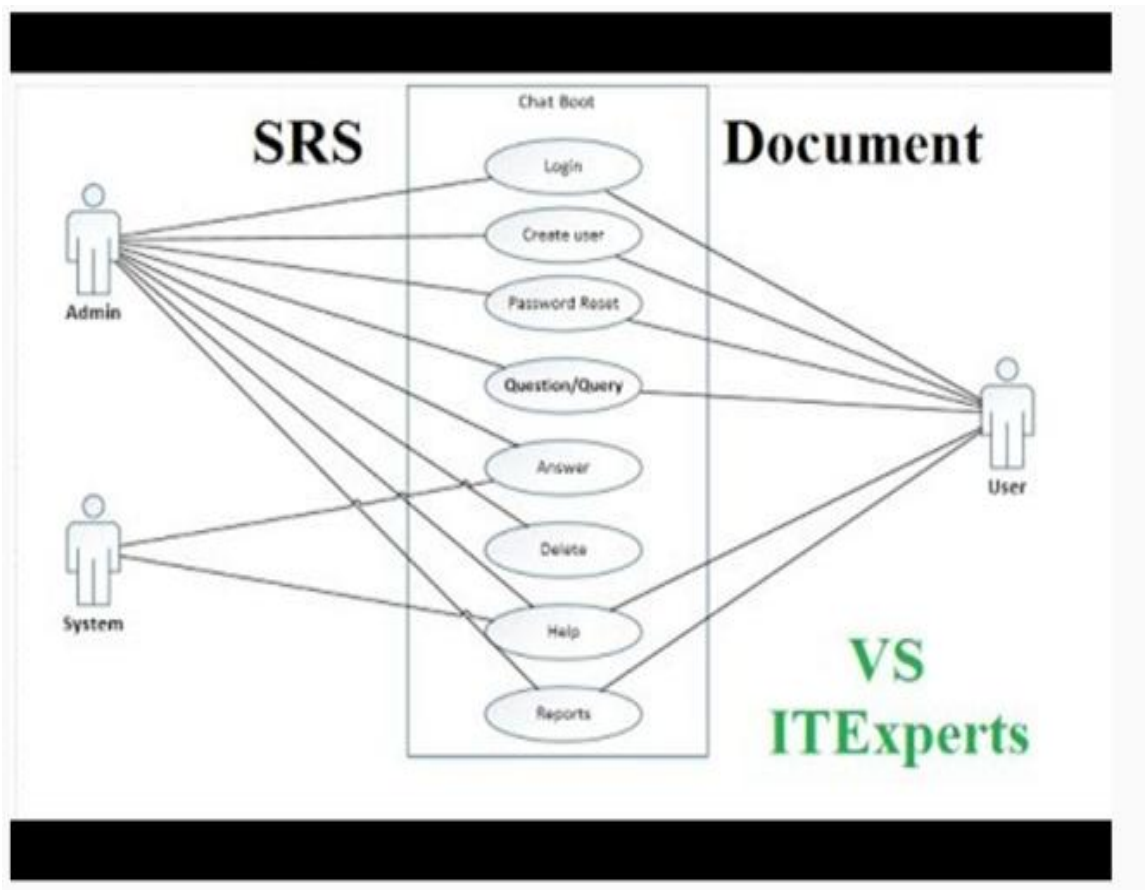 Chat Boot
SRS Document
Login
Create user
Password Reset
Question/Query
Answer
Delete
Help
Reports
Admin
System
User
VS
ITExperts